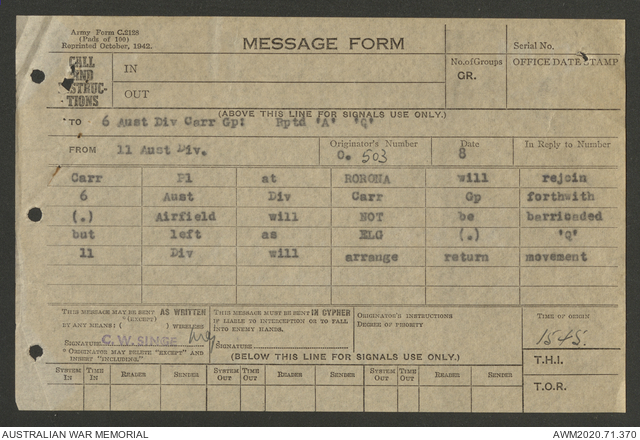 Army Form C.2128
(Pads of 100)
Reprinted October, 1942.
MESSAGE FORM
Serial No.
CALL
AND
INSTRUC-
TIONS
IN
OUT
No. of Groups
GR.
OFFICE DATE STAMP
(ABOVE THIS LINE FOR SIGNALS USE ONLY.)
TO 6 Aust Div Carr Gp: Rptd 'A' 'Q'
FROM 11 Aust Div.
Originator's Number
O. 503
Date
8
In Reply to Number
Carr Pl at RORONA will rejoin
6 Aust Div Carr Gp forthwith
(.) Airfield will NOT be barricaded
but left as ELG (.) 'Q'
11 Div will arrange return movement
THIS MESSAGE MAY BE SENT AS WRITTEN
(EXCEPT)
BY ANY MEANS ( ) WIRELESS
SIGNATURE C. W. SINGE
* ORIGINATOR MAY DELETE "EXCEPT" AND
INSERT "INCLUDING."
THIS MESSAGE MUST BE SENT IN CYPHER
IF LIABLE TO INTERCEPTION OR TO FALL
INTO ENEMY HANDS.
SIGNATURE
ORIGINATOR'S INSTRUCTIONS
DEGREE OF PRIORITY
TIME OF ORIGIN
1545.
T.H.I.
T.O.R.
(BELOW THIS LINE FOR SIGNALS USE ONLY.)
SYSTEM IN TIME IN READER SENDER SYSTEM OUT TIME OUT READER SENDER SYSTEM OUT TIME OUT READER SENDER
AUSTRALIAN WAR MEMORIAL
AWM2020.71.370